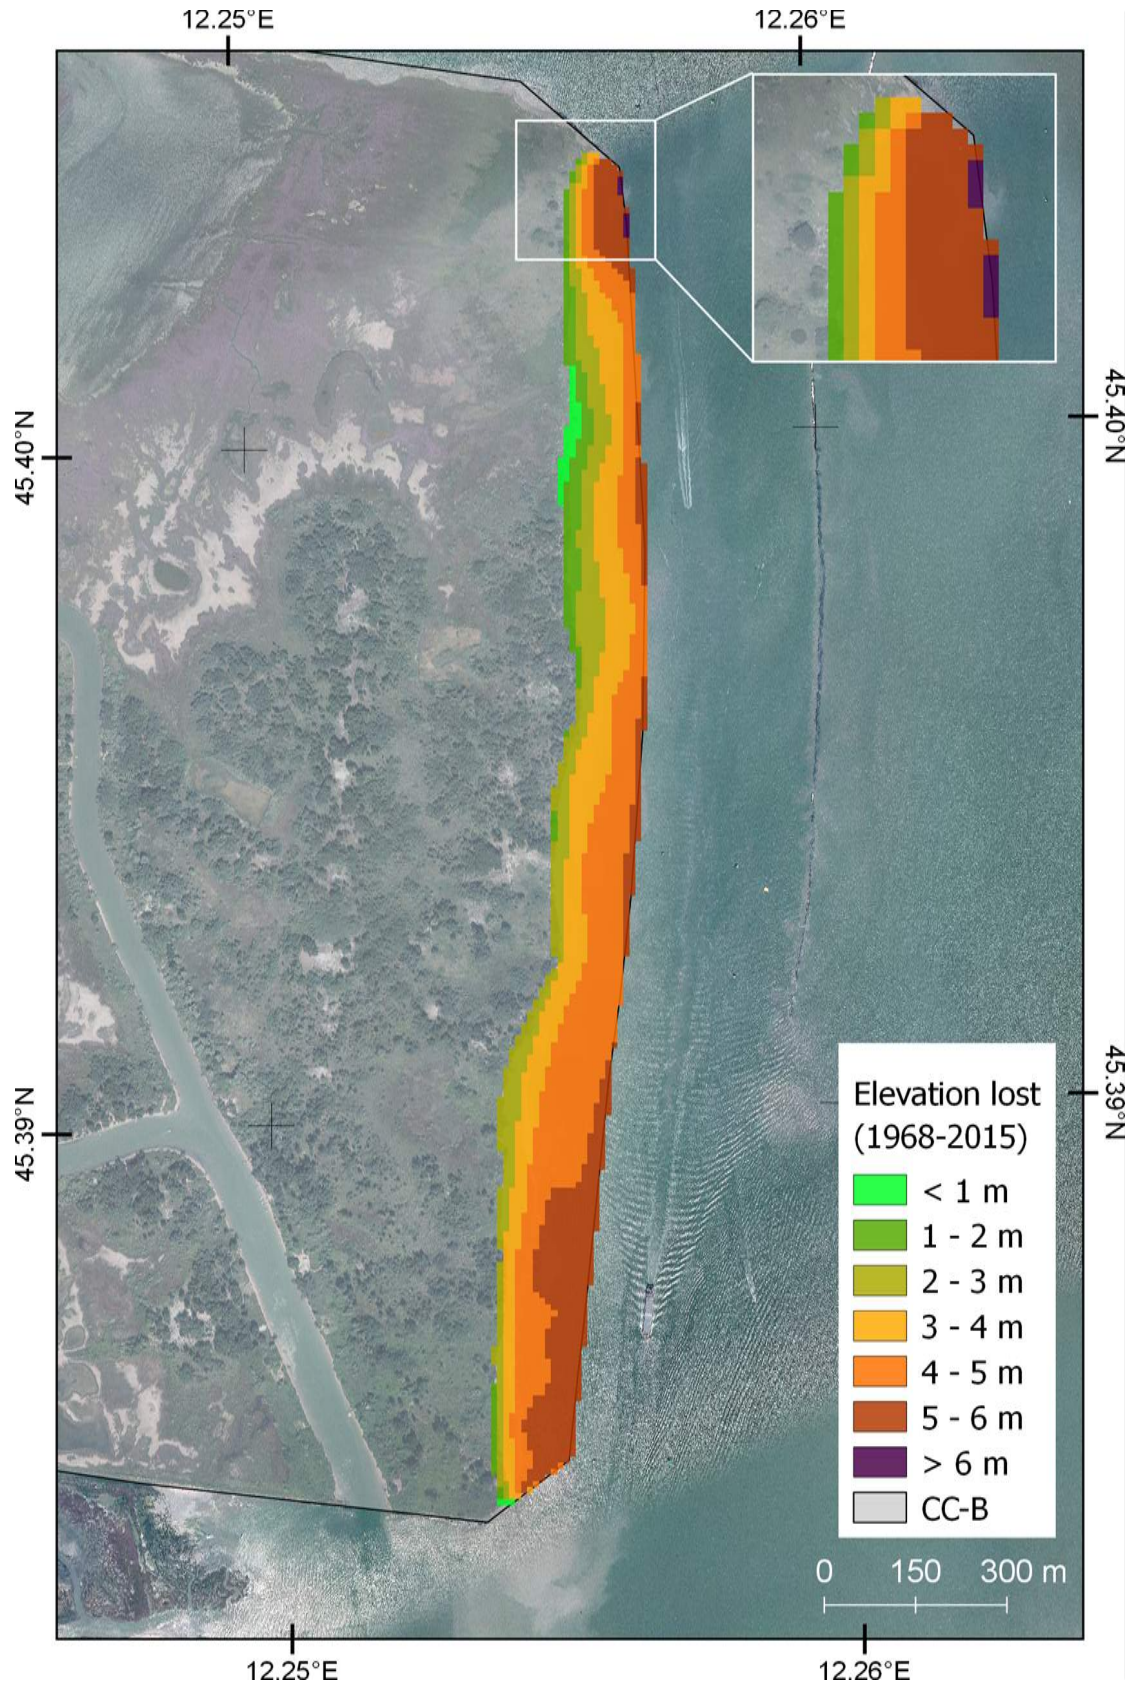 12.25°E
12.26°E
45.40°N
45.40°N
45.39°N
45.39°N
Elevation lost
(1968-2015)
< 1 m
1 - 2 m
2 - 3 m
3 - 4 m
4 - 5 m
5 - 6 m
> 6 m
CC-B
0 150 300 m
12.25°E
12.26°E